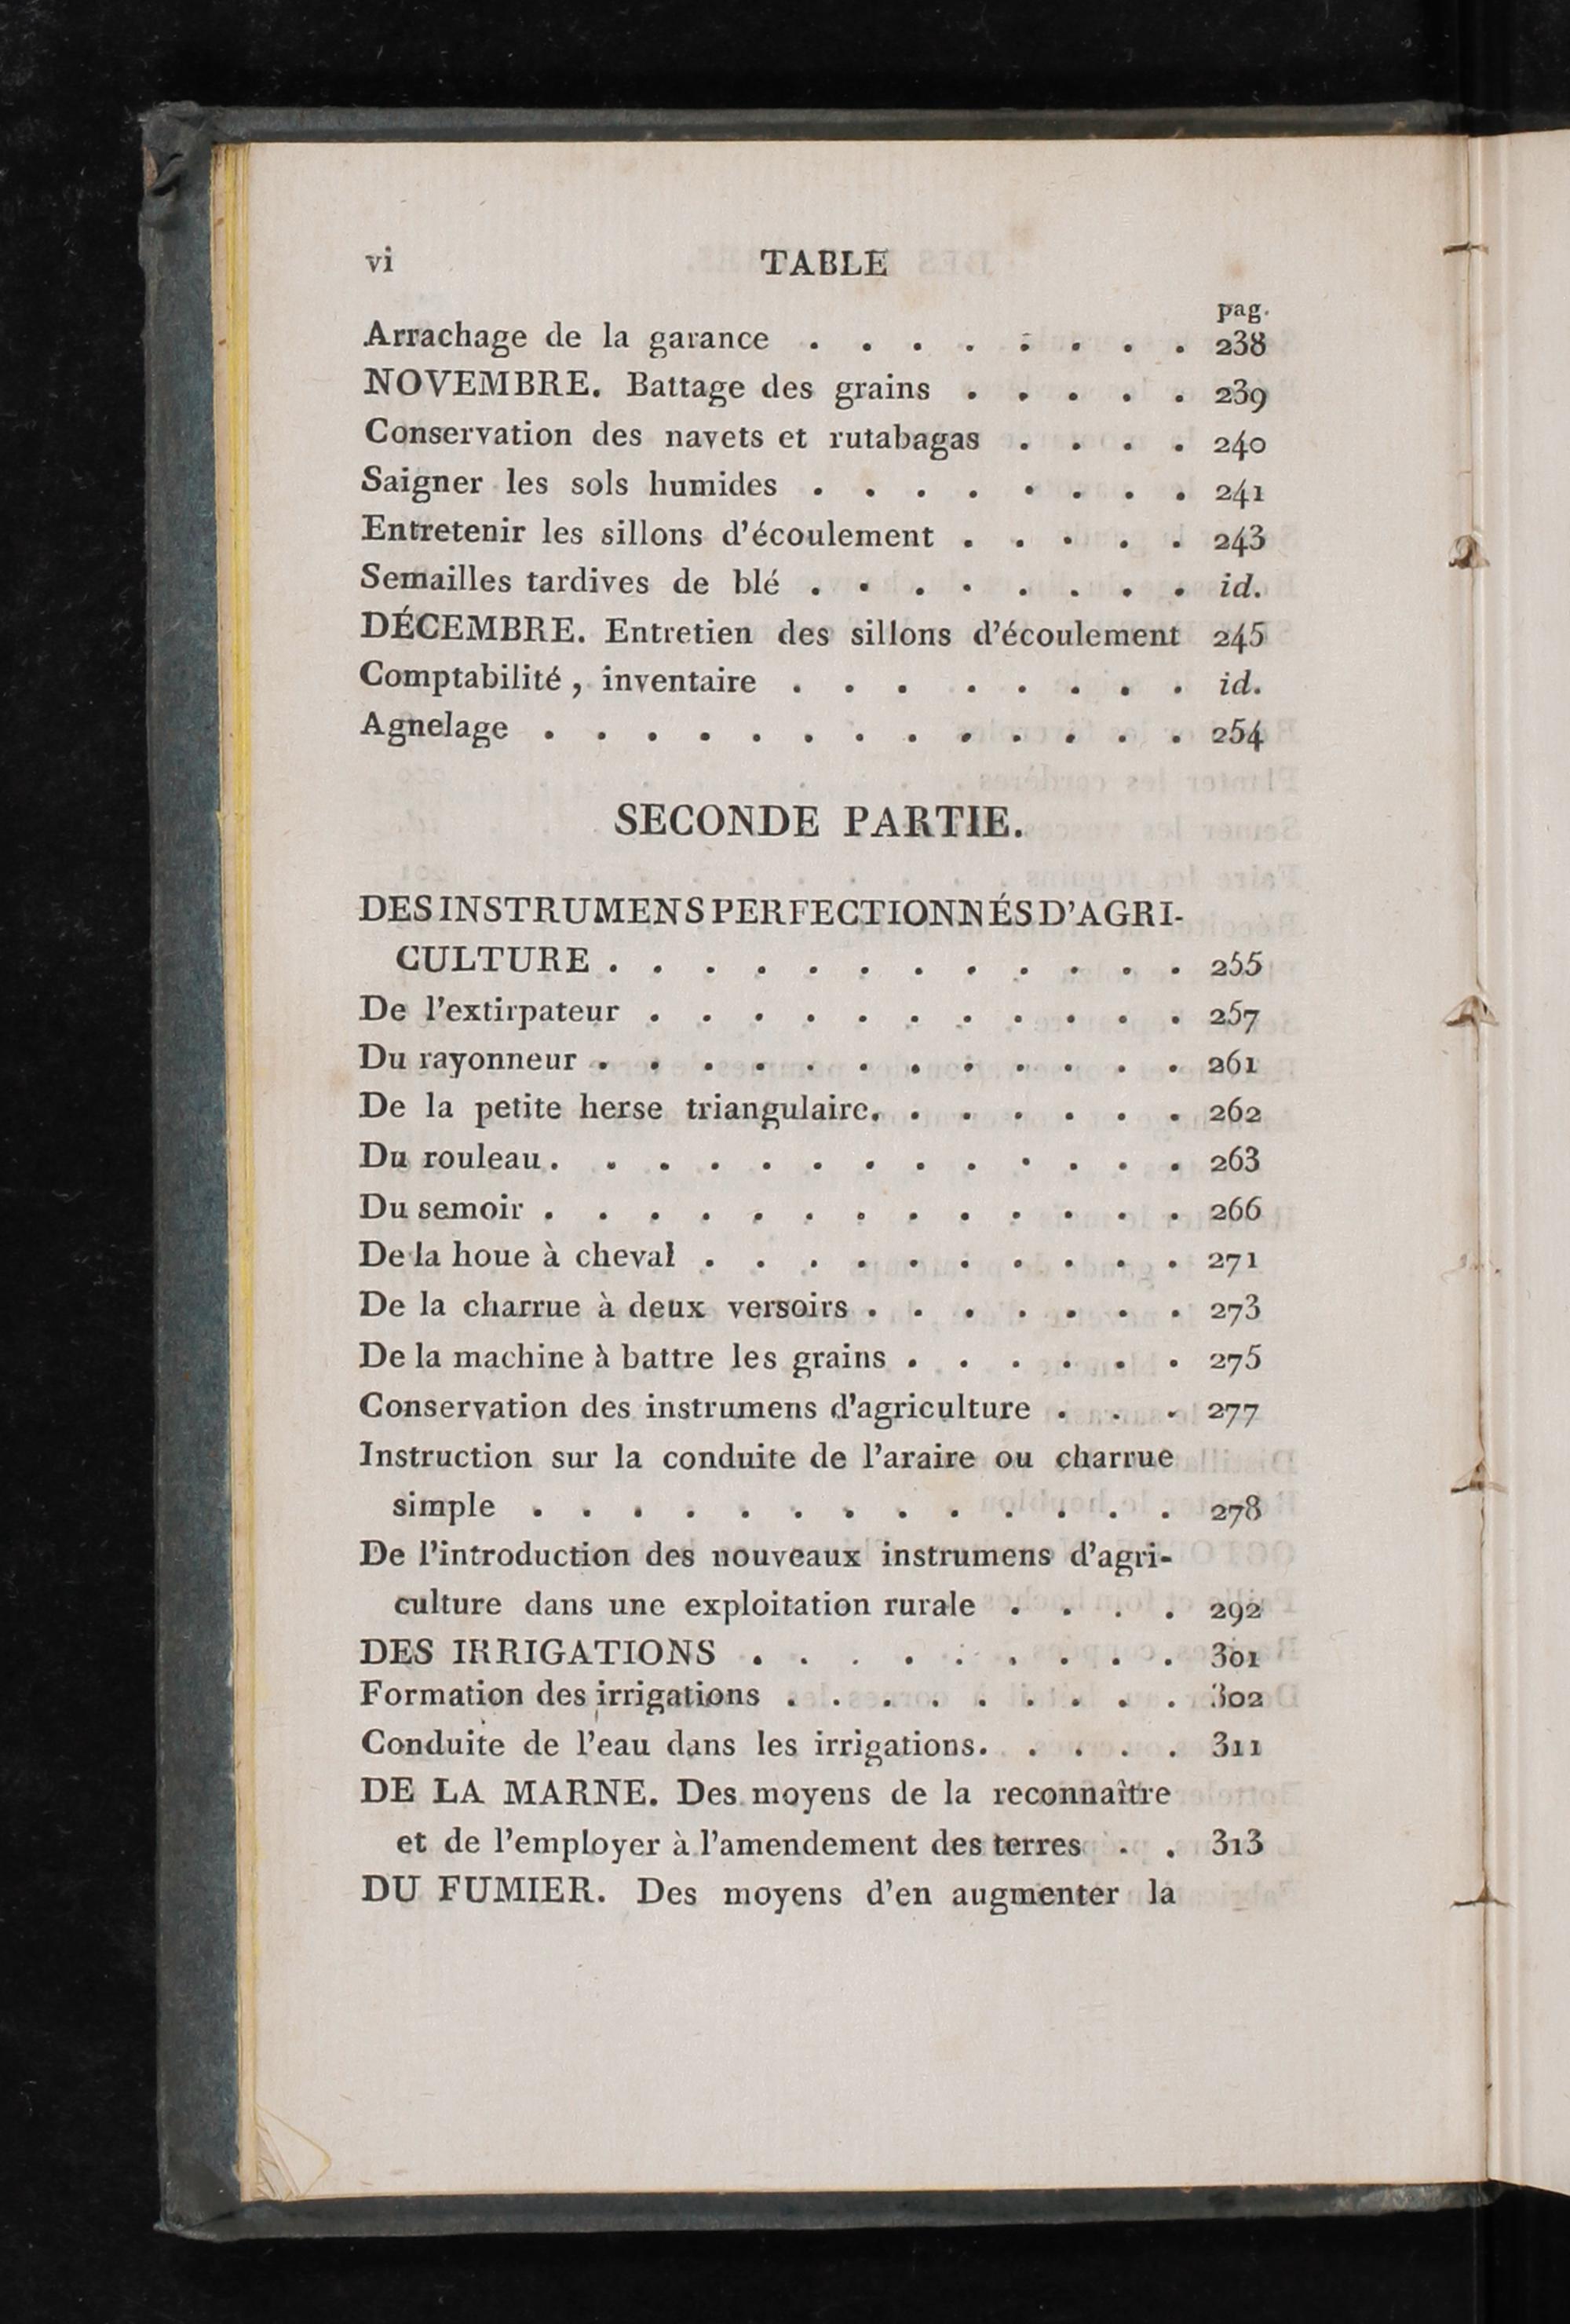 vi TABLE
pag.
Arrachage de la garance . . . . . . . . 238
NOVEMBRE. Battage des grains . . . . . 239
Conservation des navets et rutabagas . . . . 240
Saigner les sols humides . . . . . . . . 241
Entretenir les sillons d'écoulement . . . . . 243
Semailles tardives de blé . . . . . . . . id.
DÉCEMBRE. Entretien des sillons d'écoulement 245
Comptabilité , inventaire . . . . . . . . . id.
Agnelage . . . . . . . . . . . . . 254
SECONDE PARTIE.
DES INSTRUMENS PERFECTIONNÉS D'AGRI-
CULTURE . . . . . . . . . . . . 255
De l'extirpateur . . . . . . . . . . . 257
Du rayonneur . . . . . . . . . . . . 261
De la petite herse triangulaire. . . . . . . 262
Du rouleau. . . . . . . . . . . . . 263
Du semoir . . . . . . . . . . . . . 266
De la houe à cheval . . . . . . . . . . 271
De la charrue à deux versoirs . . . . . . . 273
De la machine à battre les grains . . . . . . 275
Conservation des instrumens d'agriculture . . . 277
Instruction sur la conduite de l'araire ou charrue
simple . . . . . . . . . . . . . 278
De l'introduction des nouveaux instrumens d'agri-
culture dans une exploitation rurale . . . . 292
DES IRRIGATIONS . . . . . . . . . 301
Formation des irrigations . . . . . . . . . 302
Conduite de l'eau dans les irrigations. . . . . 311
DE LA MARNE. Des moyens de la reconnaître
et de l'employer à l'amendement des terres . . 313
DU FUMIER. Des moyens d'en augmenter la